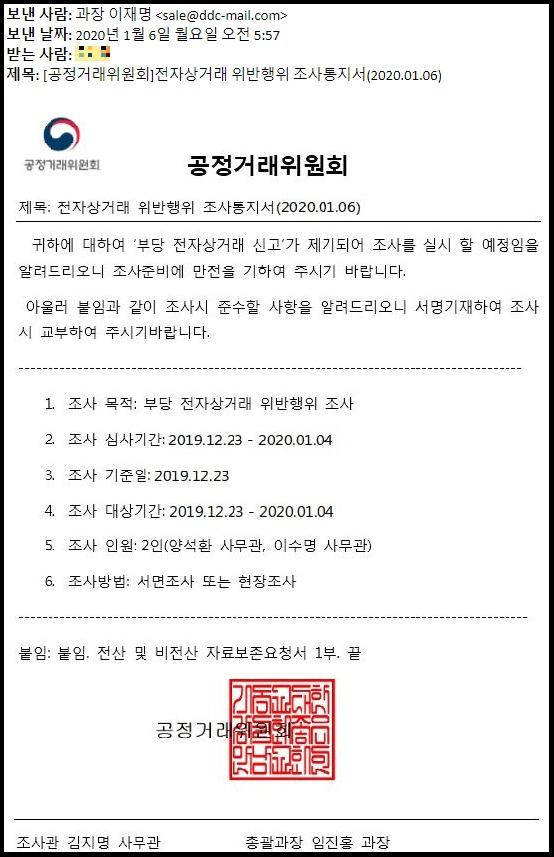 보낸 사람: 과장 이재명 <sale@ddc-mail.com>
보낸 날짜: 2020년 1월 6일 월요일 오전 5:57
받는 사람:
제목: [공정거래위원회]전자상거래 위반행위 조사통지서(2020.01.06)
공정거래위원회
공정거래위원회
제목: 전자상거래 위반행위 조사통지서(2020.01.06)
귀하에 대하여 '부당 전자상거래 신고'가 제기되어 조사를 실시 할 예정임을
알려드리오니 조사준비에 만전을 기하여 주시기 바랍니다.
아울러 붙임과 같이 조사시 준수할 사항을 알려드리오니 서명기재하여 조사
시 교부하여 주시기바랍니다.
1. 조사 목적: 부당 전자상거래 위반행위 조사
2. 조사 심사기간: 2019.12.23 - 2020.01.04
3. 조사 기준일: 2019.12.23
4. 조사 대상기간: 2019.12.23 - 2020.01.04
5. 조사 인원: 2인(양석환 사무관, 이수명 사무관)
6. 조사방법: 서면조사 또는 현장조사
붙임: 붙임. 전산 및 비전산 자료보존요청서 1부. 끝
공정거래위원회
조사관 김지명 사무관 총괄과장 임진홍 과장